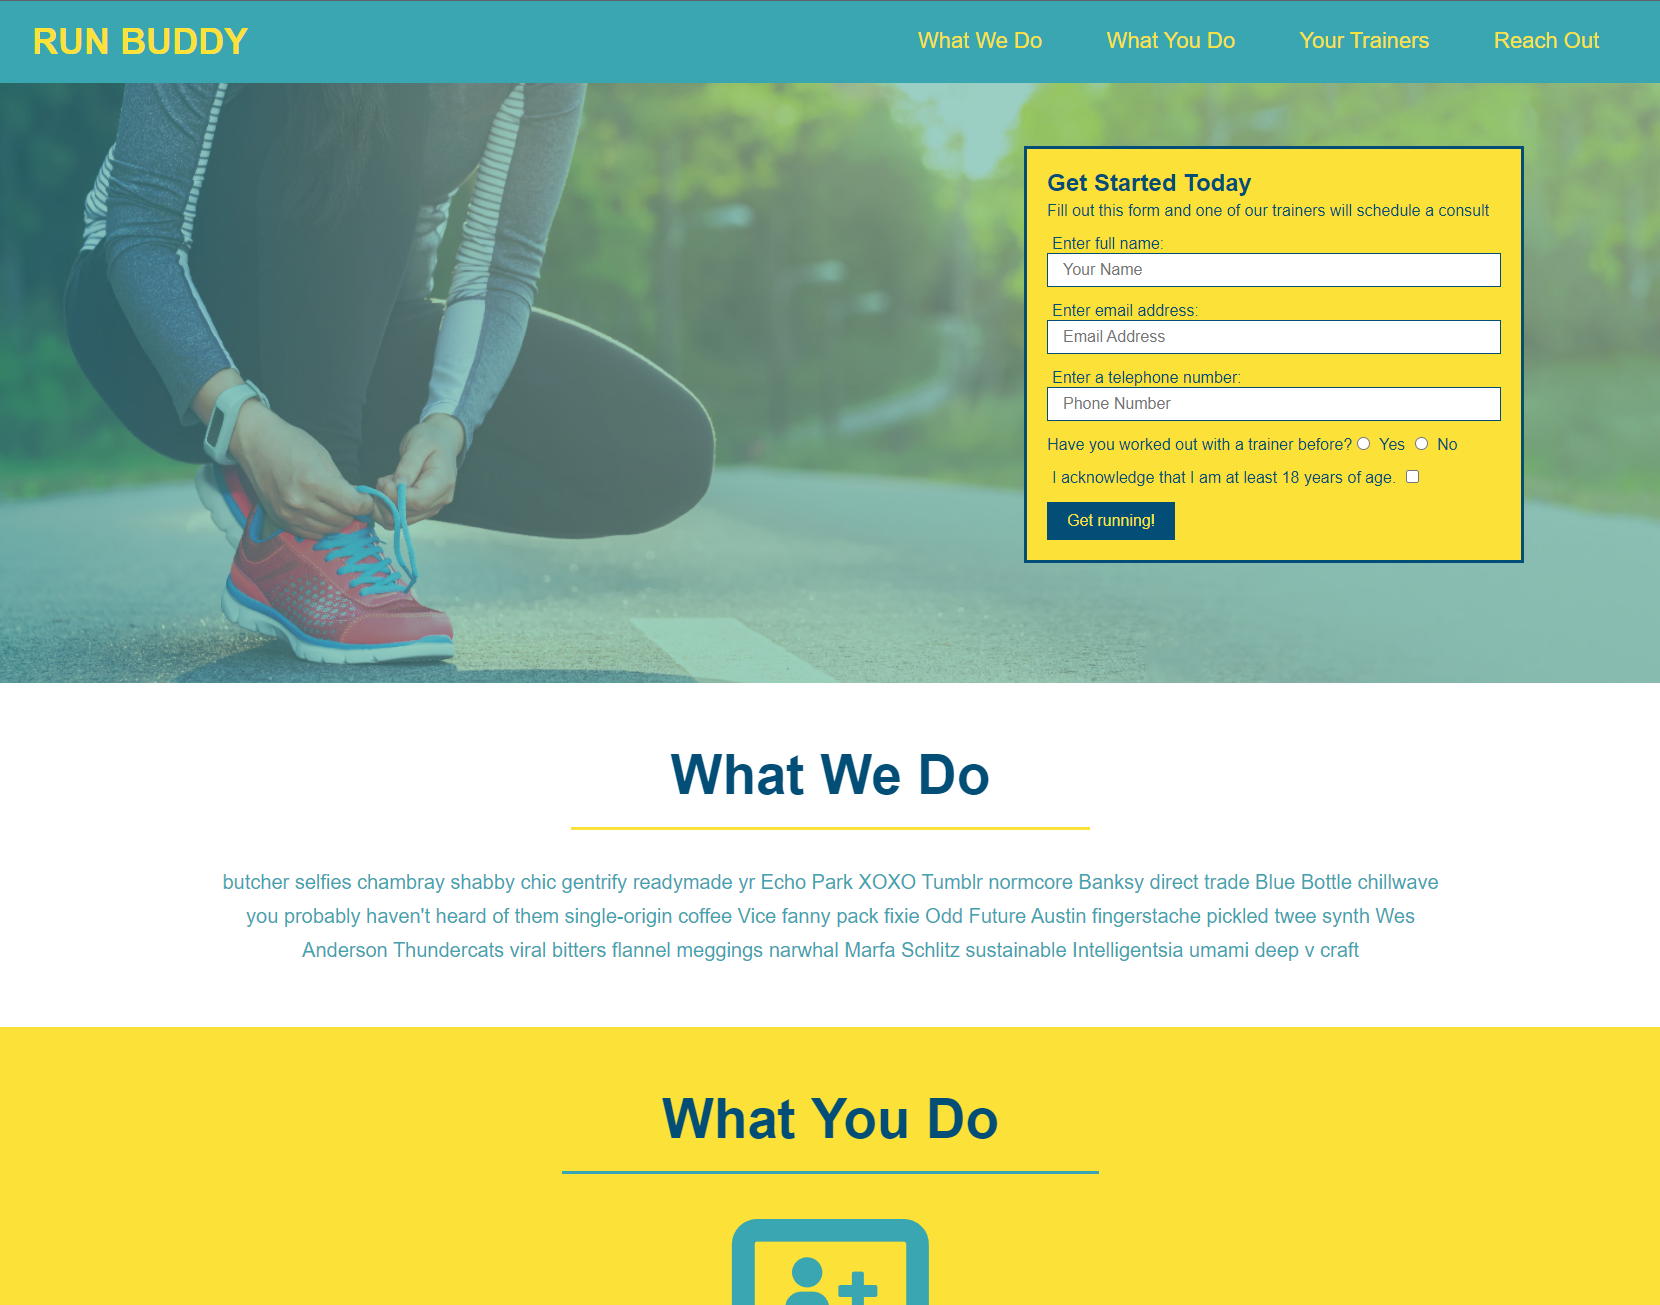 RUN BUDDY
What We Do
What You Do
Your Trainers
Reach Out
Get Started Today
Fill out this form and one of our trainers will schedule a consult
Enter full name:
Your Name
Enter email address:
Email Address
Enter a telephone number:
Phone Number
Have you worked out with a trainer before? Yes No
I acknowledge that I am at least 18 years of age.
Get running!
What We Do
butcher selfies chambray shabby chic gentrify readymade yr Echo Park XOXO Tumblr normcore Banksy direct trade Blue Bottle chillwave
you probably haven't heard of them single-origin coffee Vice fanny pack fixie Odd Future Austin fingerstache pickled twee synth Wes
Anderson Thundercats viral bitters flannel meggings narwhal Marfa Schlitz sustainable Intelligentsia umami deep v craft
What You Do